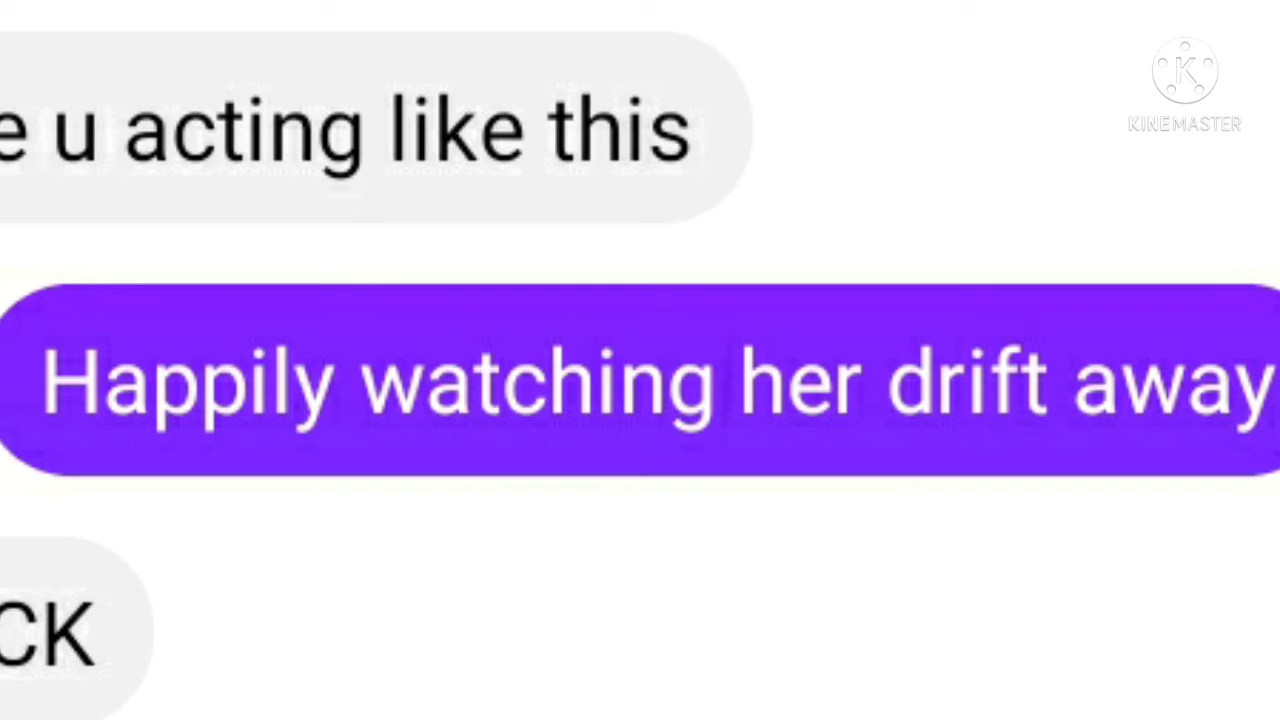 e u acting like this
Happily watching her drift away
CK
K
KINEMASTER